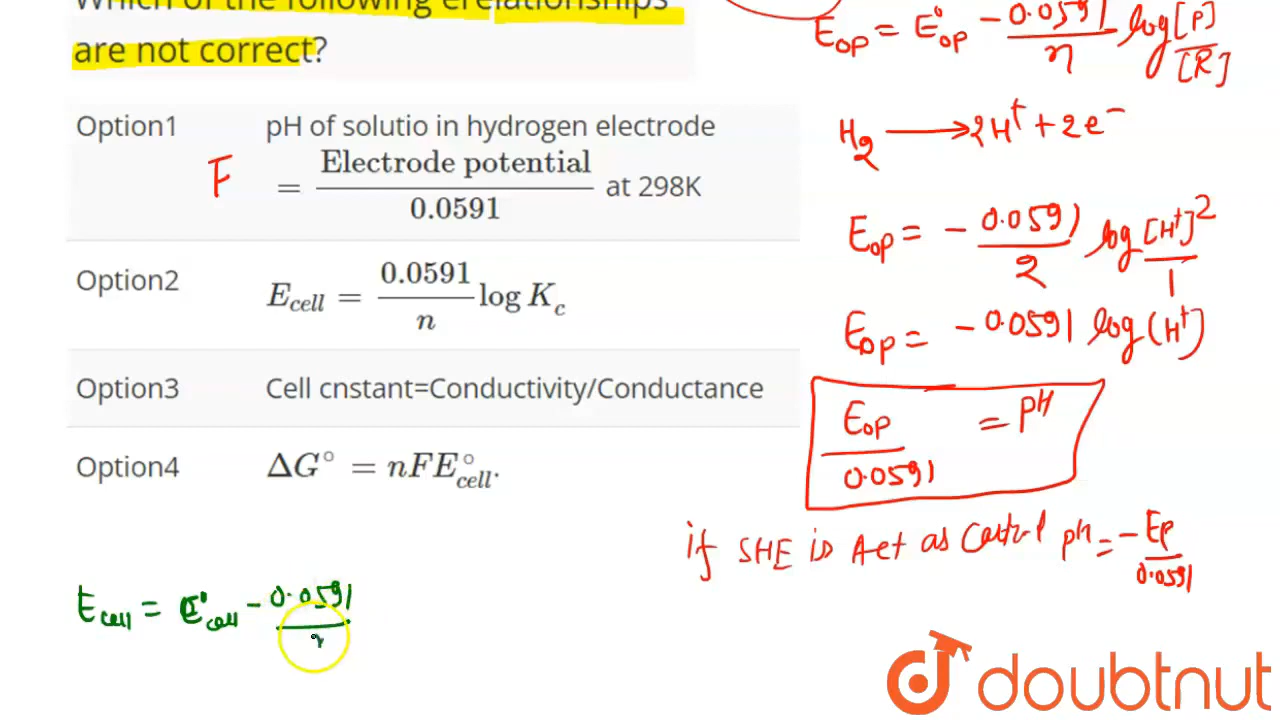 Which of the following erelationships
are not correct?
Option1 pH of solutio in hydrogen electrode
F = Electrode potential / 0.0591 at 298K
Option2 E_cell = 0.0591 / n log K_c
Option3 Cell cnstant=Conductivity/Conductance
Option4 ΔG° = nFE°_cell.
E_cell = E°_cell - 0.0591
E_op = E°_op - 0.0591 / n log [P] / [R]
H2 → 2H+ + 2e-
E_op = - 0.0591 / 2 log [H+]^2 / 1
E_op = - 0.0591 log (H+)
E_op / 0.0591 = pH
if SHE is Act as pH = - Ep / 0.0591
doubtnut